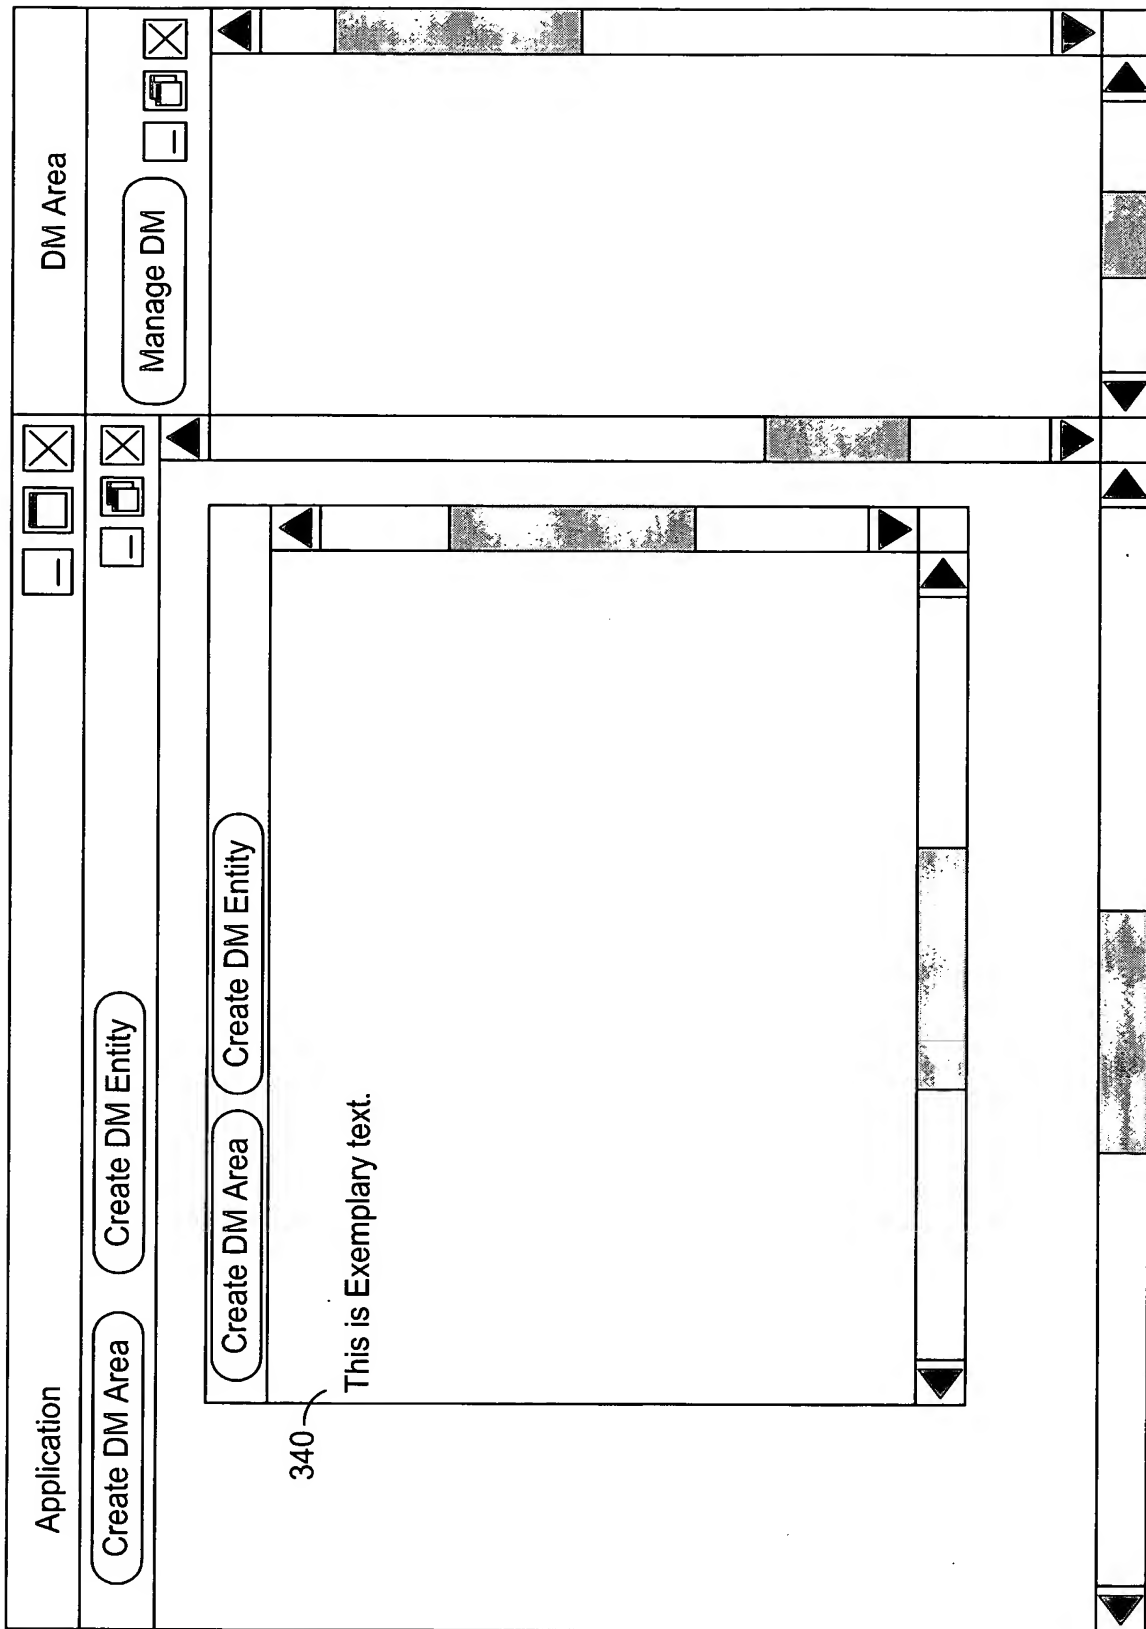 Application
DM Area
Create DM Area
Create DM Entity
Manage DM
Create DM Area
Create DM Entity
340
This is Exemplary text.